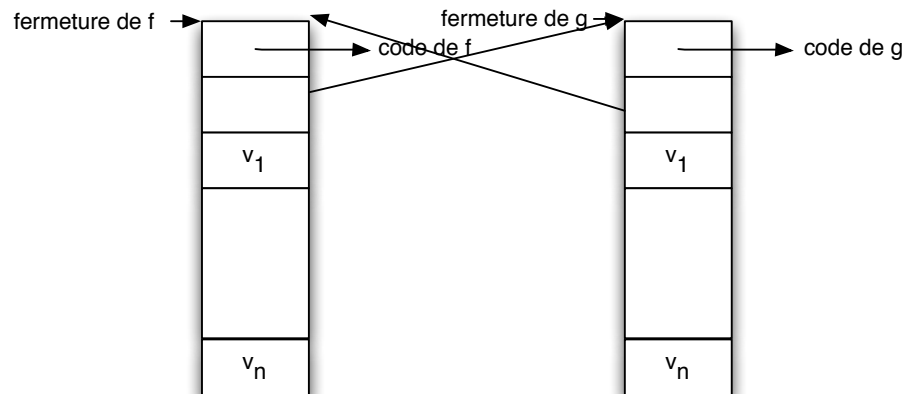 fermeture de f
fermeture de g
code de f
code de g
v1
v1
vn
vn